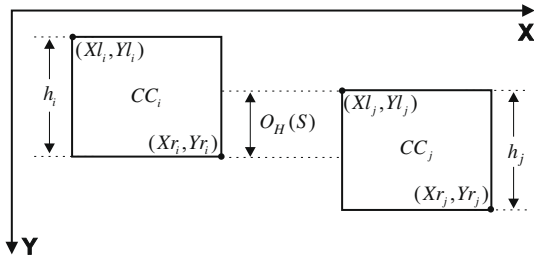 X
(Xl_i, Yl_i)
h_i
CC_i
(Xl_j, Yl_j)
O_H(S)
(Xr_i, Yr_i)
CC_j
h_j
(Xr_j, Yr_j)
Y